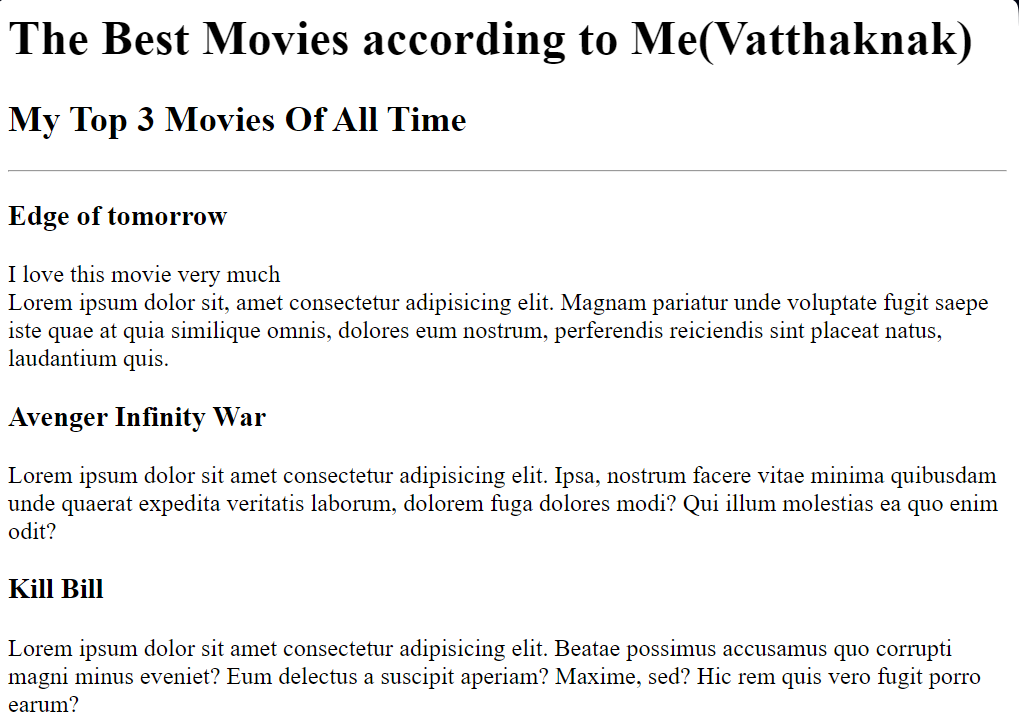 The Best Movies according to Me(Vatthaknak)
My Top 3 Movies Of All Time
Edge of tomorrow
I love this movie very much
Lorem ipsum dolor sit, amet consectetur adipisicing elit. Magnam pariatur unde voluptate fugit saepe
iste quae at quia similique omnis, dolores eum nostrum, perferendis reiciendis sint placeat natus,
laudantium quis.
Avenger Infinity War
Lorem ipsum dolor sit amet consectetur adipisicing elit. Ipsa, nostrum facere vitae minima quibusdam
unde quaerat expedita veritatis laborum, dolorem fuga dolores modi? Qui illum molestias ea quo enim
odit?
Kill Bill
Lorem ipsum dolor sit amet consectetur adipisicing elit. Beatae possimus accusamus quo corrupti
magni minus eveniet? Eum delectus a suscipit aperiam? Maxime, sed? Hic rem quis vero fugit porro
earum?